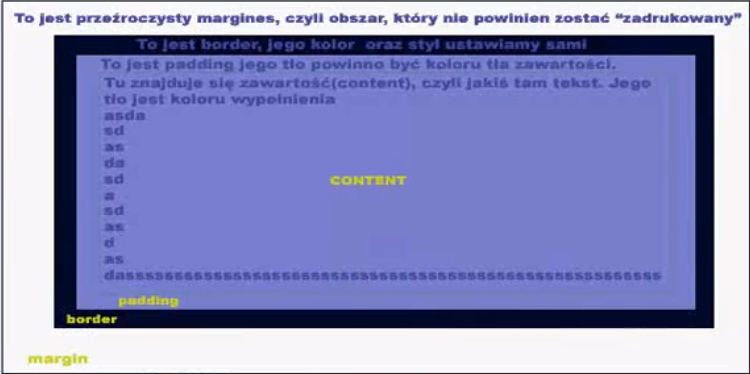 To jest przeźroczysty margines, czyli obszar, który nie powinien zostać “zadrukowany”
To jest border, jego kolor oraz styl ustawiamy sami
To jest padding jego tło powinno być koloru tła zawartości.
Tu znajduje się zawartość(content), czyli jakiś tam tekst. Jego
tło jest koloru wypełnienia
asda
sd
as
da
sd
CONTENT
a
sd
as
d
as
dasssssssssssssssssssssssssssssssssssssssssssssssssssss
padding
border
margin